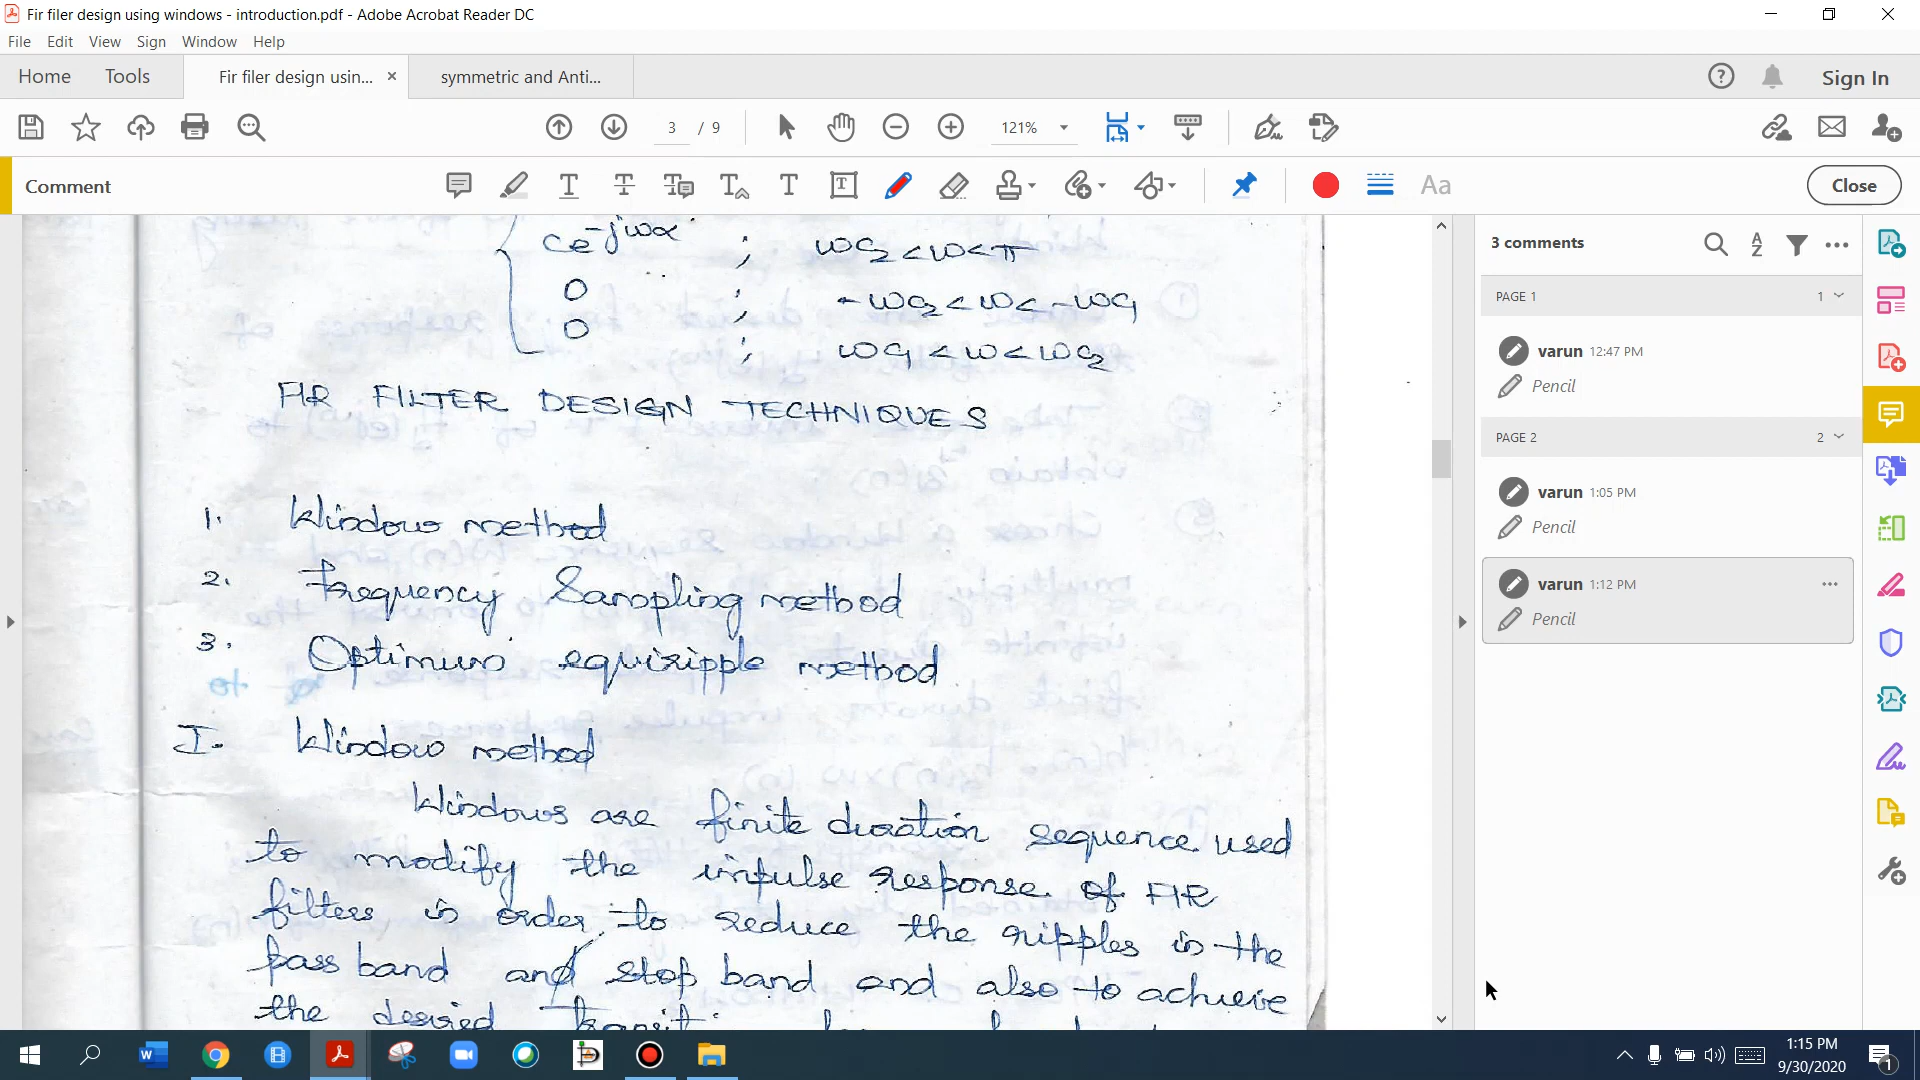 Fir filer design using windows - introduction.pdf - Adobe Acrobat Reader DC
File Edit View Sign Window Help
Home Tools Fir filer design usin... × symmetric and Anti... Sign In
3 / 9 121%
Comment Close
ce^-jωα ; ωc2 < ω < π
0 ; -ωc2 < ω < -ωc1
0 ; ωc1 < ω < ωc2
FIR FILTER DESIGN TECHNIQUES
1. Window method
2. Frequency Sampling method
3. Optimum equiripple method
I. Window method
Windows are finite duration sequence used
to modify the impulse response of FIR
filters in order to reduce the ripples in the
pass band and stop band and also to achieve
the desired
3 comments
PAGE 1 1
varun 12:47 PM
Pencil
PAGE 2 2
varun 1:05 PM
Pencil
varun 1:12 PM
Pencil
1:15 PM
9/30/2020
1